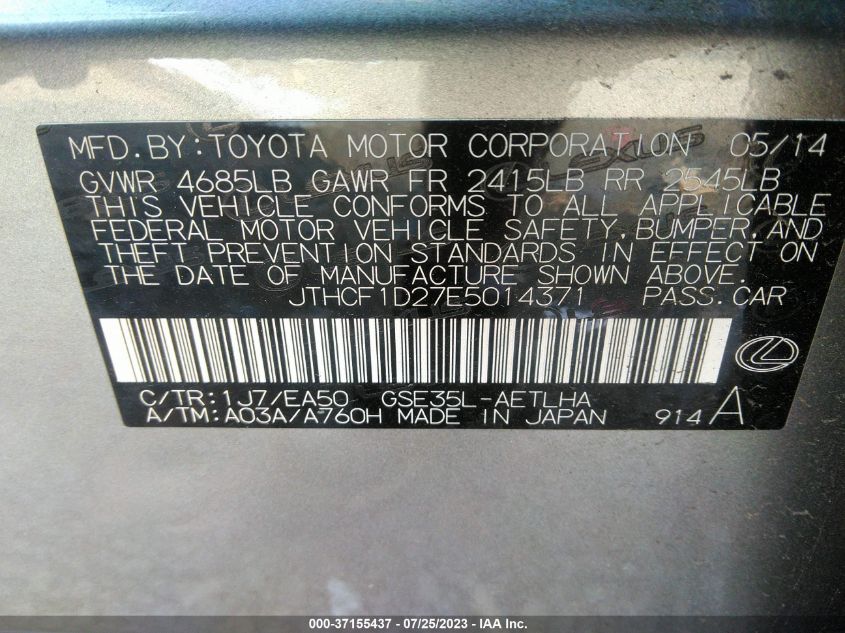 MFD.BY:TOYOTA MOTOR CORPORATION 05/14
GVWR 4685LB GAWR FR 2415LB RR 2545LB
THIS VEHICLE CONFORMS TO ALL APPLICABLE
FEDERAL MOTOR VEHICLE SAFETY,BUMPER,AND
THEFT PREVENTION STANDARDS IN EFFECT ON
THE DATE OF MANUFACTURE SHOWN ABOVE.
JTHCF1D27E5014371 PASS.CAR
C/TR:1J7/EA50 GSE35L-AETLHA
A/TM:A03A/A760H MADE IN JAPAN 914A
000-37155437 - 07/25/2023 - © IAA Inc.